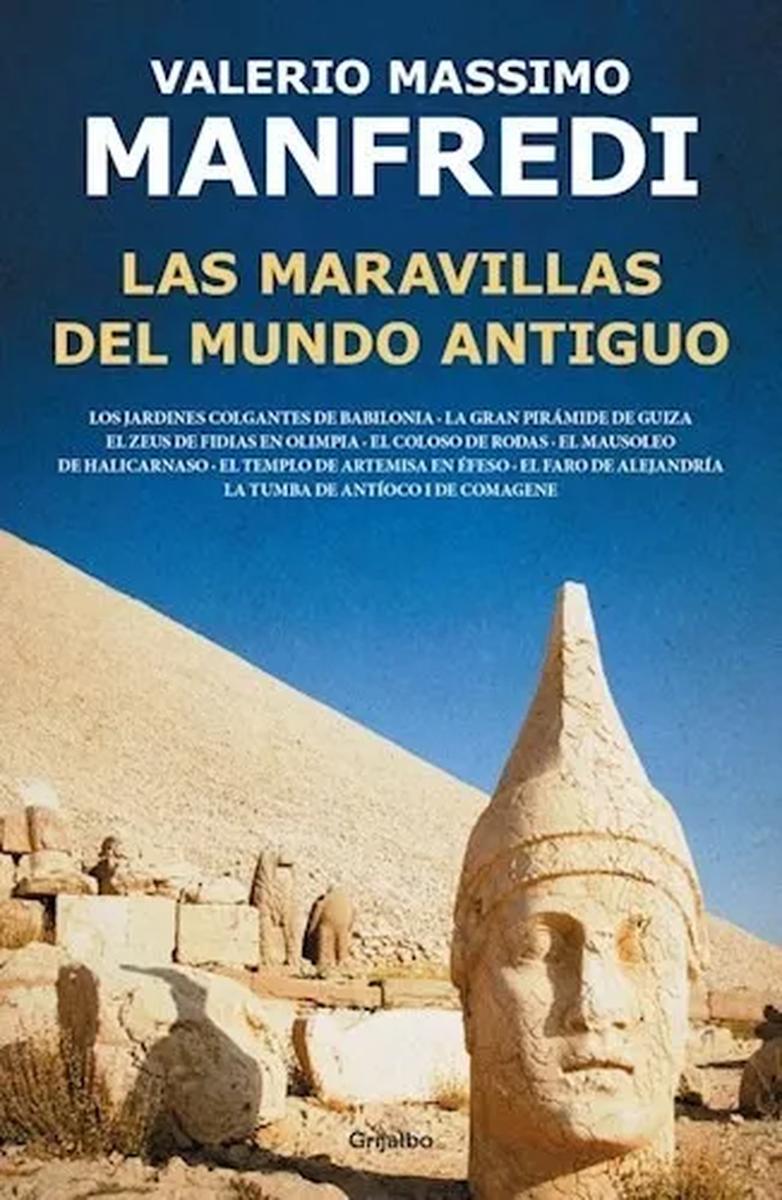 VALERIO MASSIMO
MANFREDI
LAS MARAVILLAS
DEL MUNDO ANTIGUO
LOS JARDINES COLGANTES DE BABILONIA · LA GRAN PIRÁMIDE DE GUIZA
EL ZEUS DE FIDIAS EN OLIMPIA · EL COLOSO DE RODAS · EL MAUSOLEO
DE HALICARNASO · EL TEMPLO DE ARTEMISA EN ÉFESO · EL FARO DE ALEJANDRÍA
LA TUMBA DE ANTÍOCO I DE COMAGENE
Grijalbo